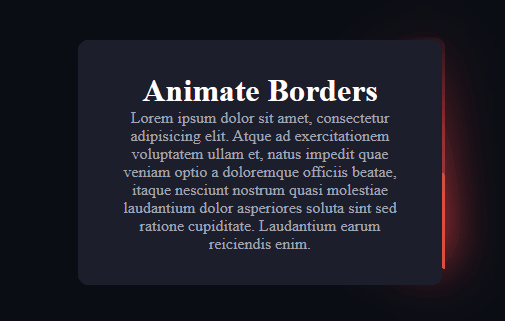 Animate Borders
Lorem ipsum dolor sit amet, consectetur
adipisicing elit. Atque ad exercitationem
voluptatem ullam et, natus impedit quae
veniam optio a doloremque officiis beatae,
itaque nesciunt nostrum quasi molestiae
laudantium dolor asperiores soluta sint sed
ratione cupiditate. Laudantium earum
reiciendis enim.